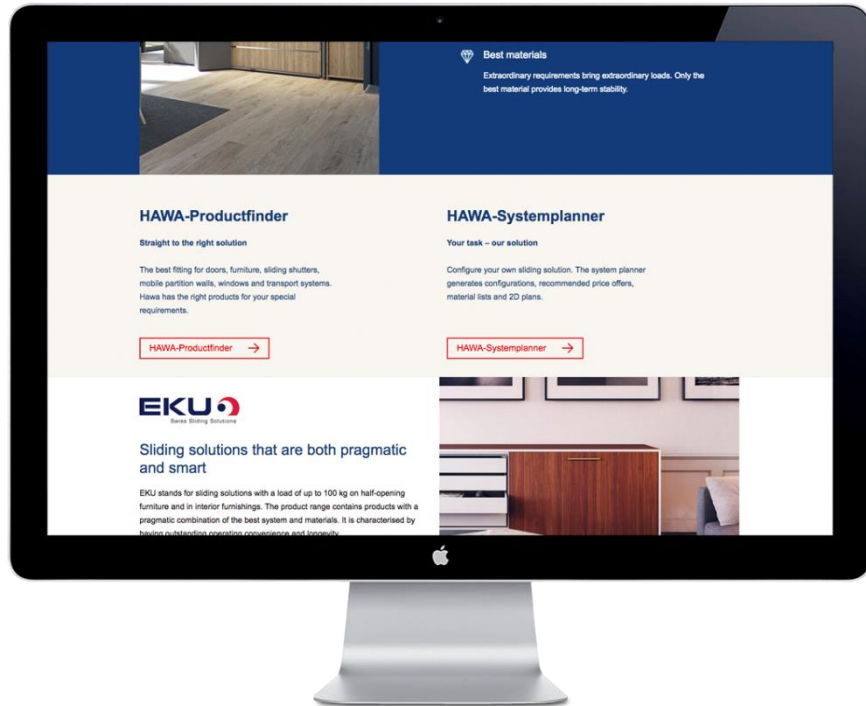 Best materials
Extraordinary requirements bring extraordinary loads. Only the
best material provides long-term stability.
HAWA-Productfinder
Straight to the right solution
The best fitting for doors, furniture, sliding shutters,
mobile partition walls, windows and transport systems.
Hawa has the right products for your special
requirements.
HAWA-Productfinder
HAWA-Systemplanner
Your task – our solution
Configure your own sliding solution. The system planner
generates configurations, recommended price offers,
material lists and 2D plans.
HAWA-Systemplanner
EKU
Swiss Sliding Solutions
Sliding solutions that are both pragmatic
and smart
EKU stands for sliding solutions with a load of up to 100 kg on half-opening
furniture and in interior furnishings. The product range contains products with a
pragmatic combination of the best system and materials. It is characterised by
having outstanding operating convenience and longevity.